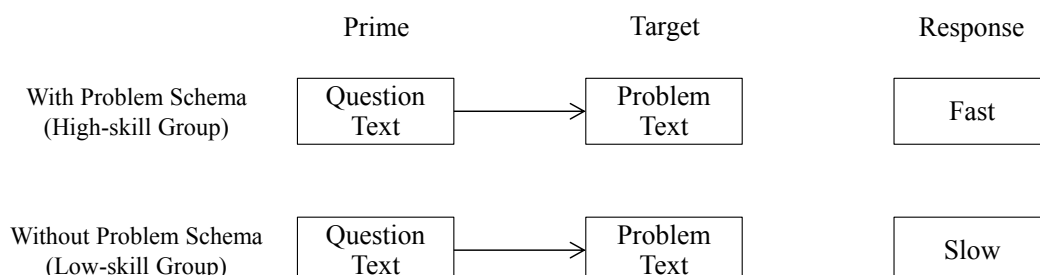 Prime Target Response
With Problem Schema
(High-skill Group)
Question
Text
Problem
Text
Fast
Without Problem Schema
(Low-skill Group)
Question
Text
Problem
Text
Slow